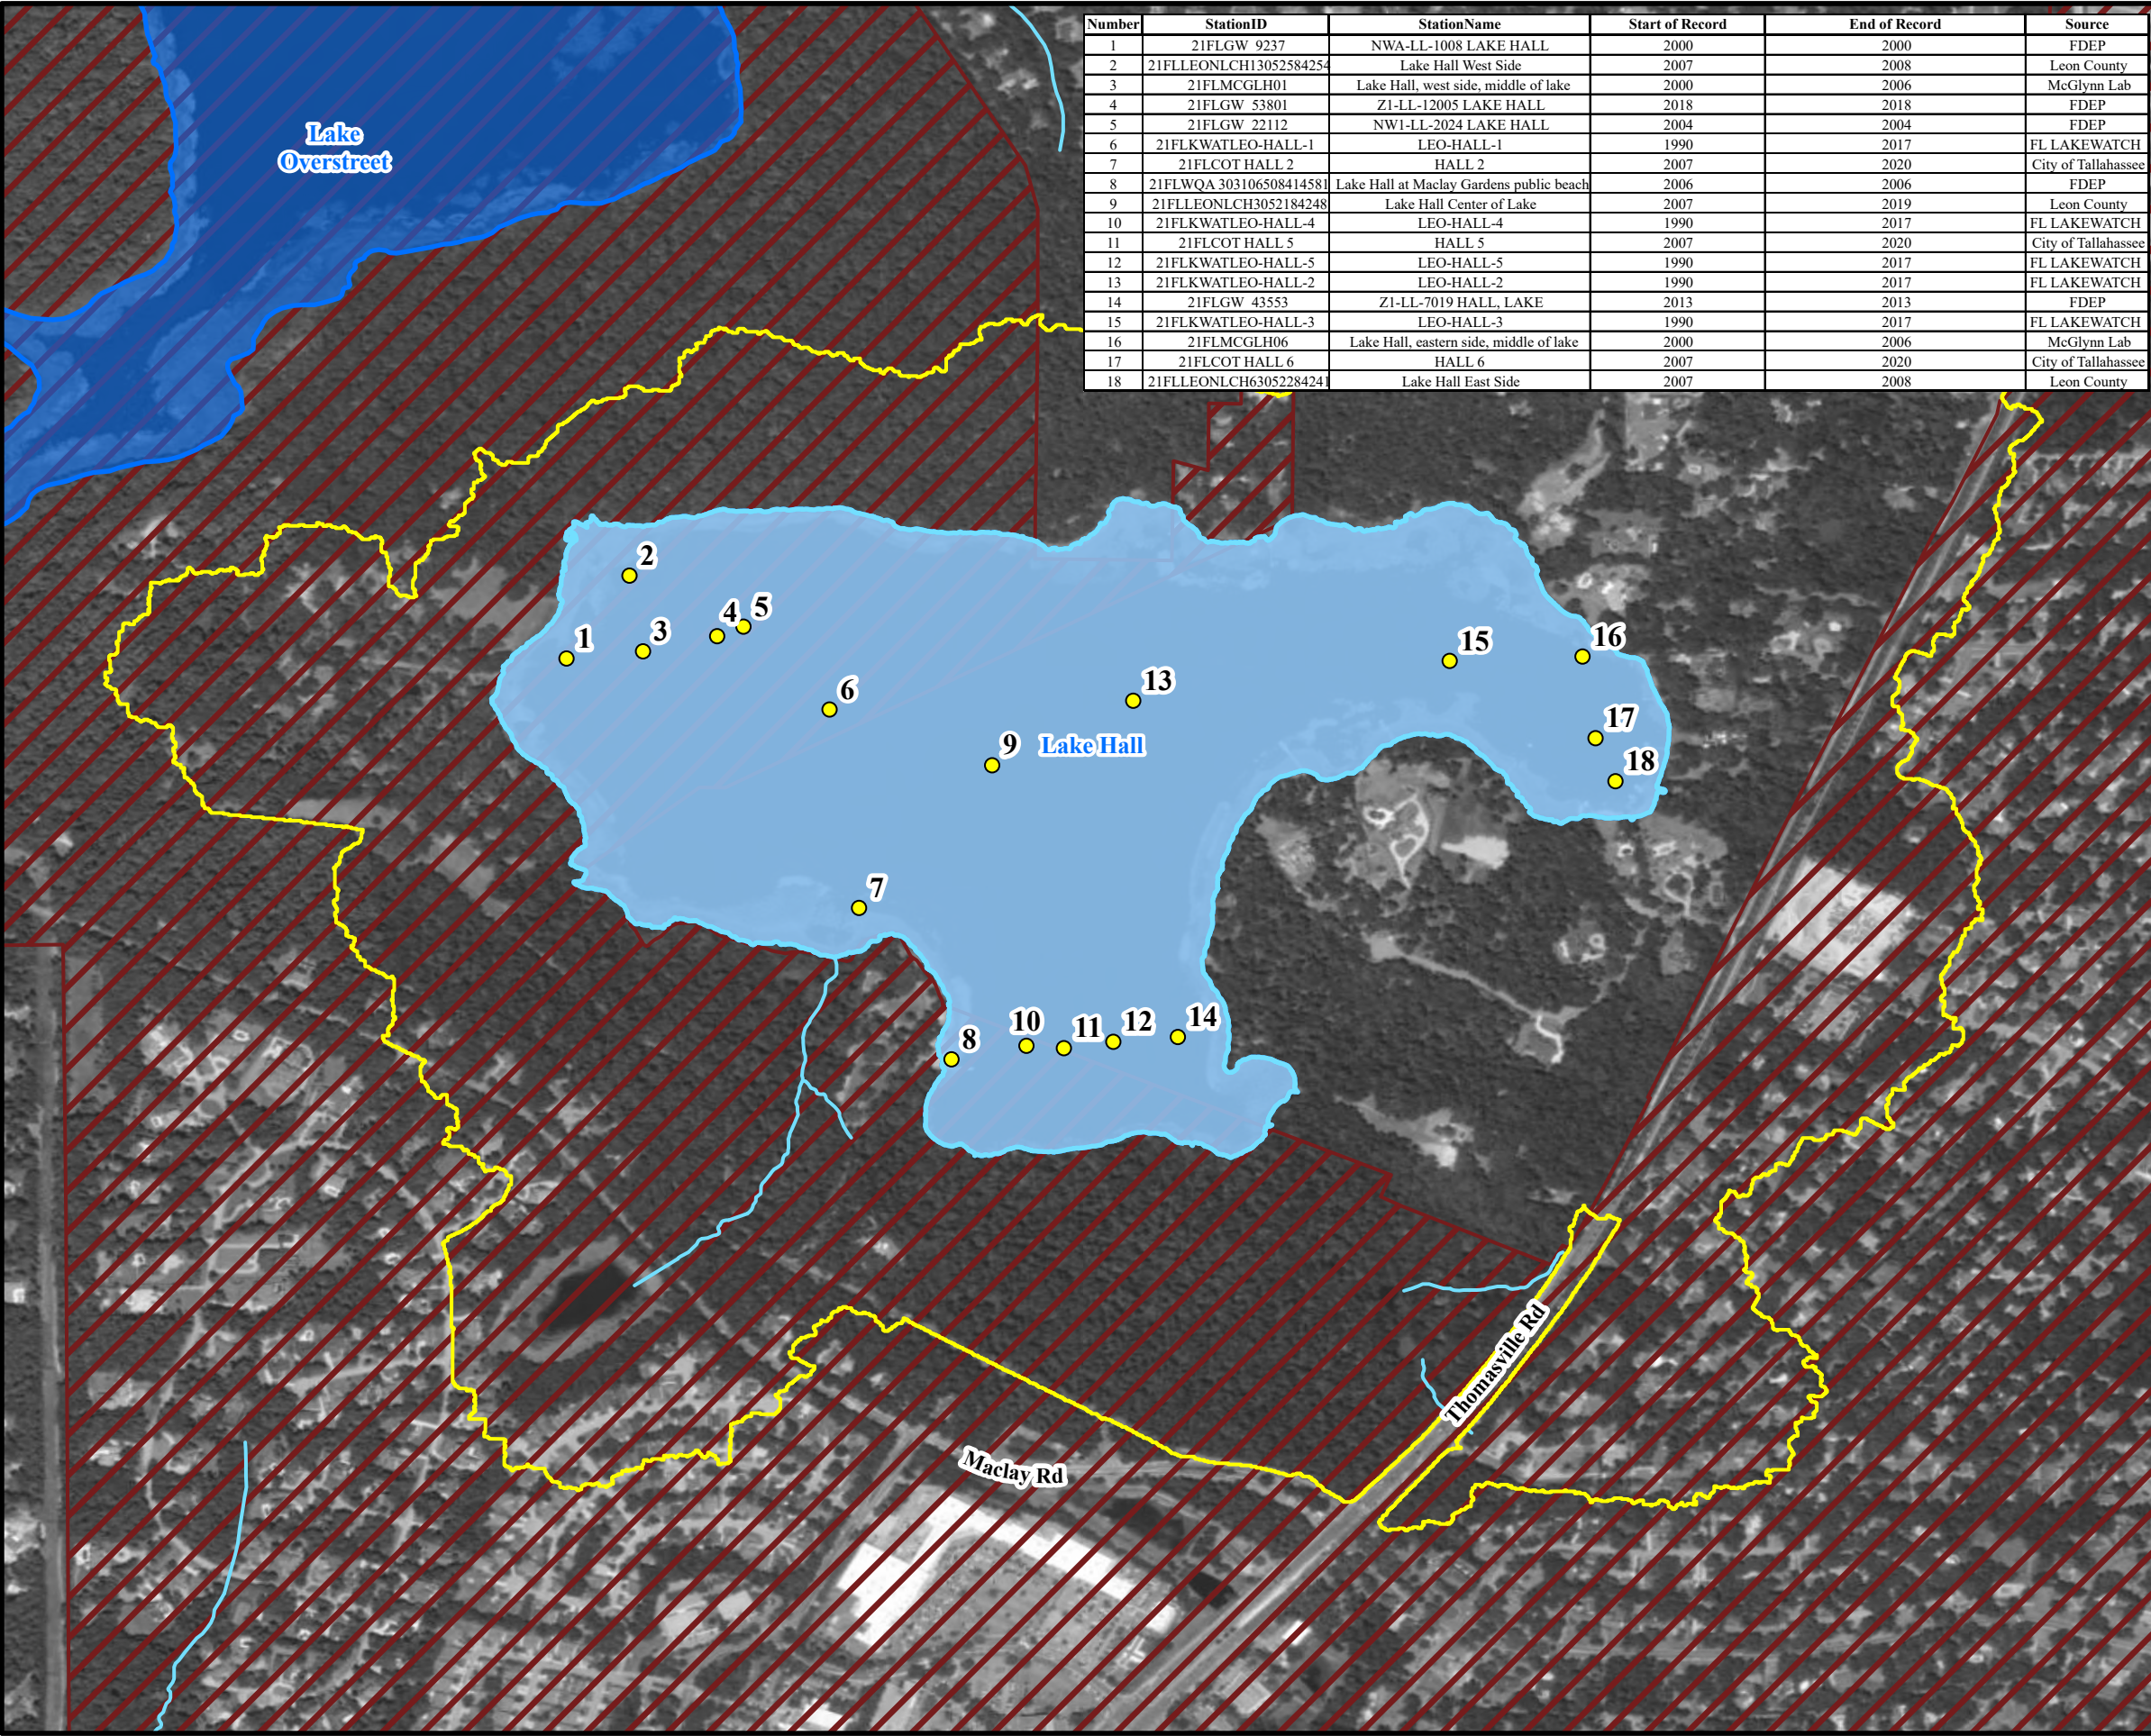 Number StationID StationName Start of Record End of Record Source
1 21FLGW 9237 NWA-LL-1008 LAKE HALL 2000 2000 FDEP
2 21FLLEONLCH13052584254 Lake Hall West Side 2007 2008 Leon County
3 21FLMCGLH01 Lake Hall, west side, middle of lake 2000 2006 McGlynn Lab
4 21FLGW 53801 Z1-LL-12005 LAKE HALL 2018 2018 FDEP
5 21FLGW 22112 NW1-LL-2024 LAKE HALL 2004 2004 FDEP
6 21FLKWATLEO-HALL-1 LEO-HALL-1 1990 2017 FL LAKEWATCH
7 21FLCOT HALL 2 HALL 2 2007 2020 City of Tallahassee
8 21FLWQA 303106508414581 Lake Hall at Maclay Gardens public beach 2006 2006 FDEP
9 21FLLEONLCH3052184248 Lake Hall Center of Lake 2007 2019 Leon County
10 21FLKWATLEO-HALL-4 LEO-HALL-4 1990 2017 FL LAKEWATCH
11 21FLCOT HALL 5 HALL 5 2007 2020 City of Tallahassee
12 21FLKWATLEO-HALL-5 LEO-HALL-5 1990 2017 FL LAKEWATCH
13 21FLKWATLEO-HALL-2 LEO-HALL-2 1990 2017 FL LAKEWATCH
14 21FLGW 43553 Z1-LL-7019 HALL, LAKE 2013 2013 FDEP
15 21FLKWATLEO-HALL-3 LEO-HALL-3 1990 2017 FL LAKEWATCH
16 21FLMCGLH06 Lake Hall, eastern side, middle of lake 2000 2006 McGlynn Lab
17 21FLCOT HALL 6 HALL 6 2007 2020 City of Tallahassee
18 21FLLEONLCH63052284241 Lake Hall East Side 2007 2008 Leon County
Lake
Overstreet
2
5
4
3
1
16
15
6
13
17
9
Lake Hall
18
7
14
12
10
11
8
Thomasville Rd
Maclay Rd